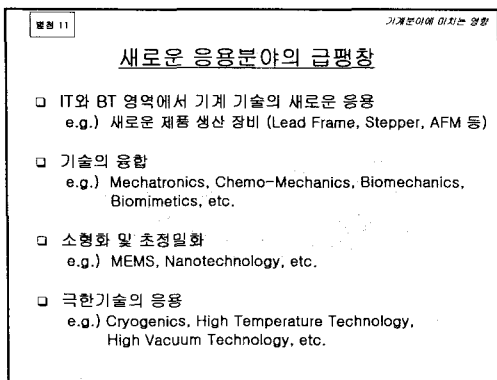 별첨 11
기계분야에 미치는 영향
새로운 응용분야의 급팽창
□ IT와 BT 영역에서 기계 기술의 새로운 응용
e.g.) 새로운 제품 생산 장비 (Lead Frame, Stepper, AFM 등)
□ 기술의 융합
e.g.) Mechatronics, Chemo-Mechanics, Biomechanics,
Biomimetics, etc.
□ 소형화 및 초정밀화
e.g.) MEMS, Nanotechnology, etc.
□ 극한기술의 응용
e.g.) Cryogenics, High Temperature Technology,
High Vacuum Technology, etc.